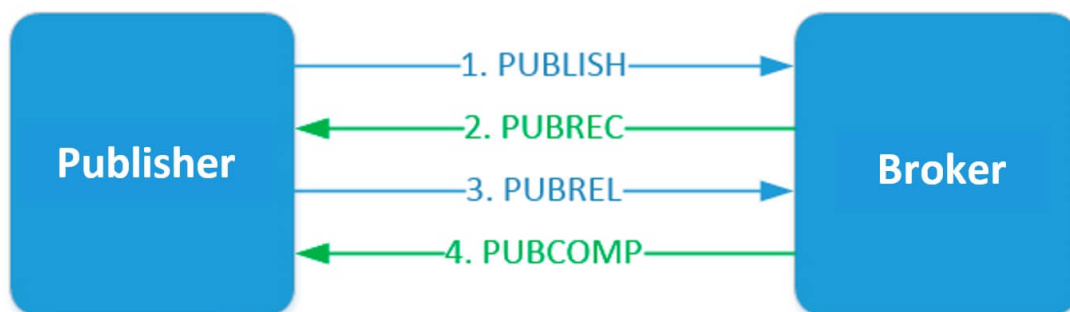 Publisher
1. PUBLISH
2. PUBREC
3. PUBREL
4. PUBCOMP
Broker